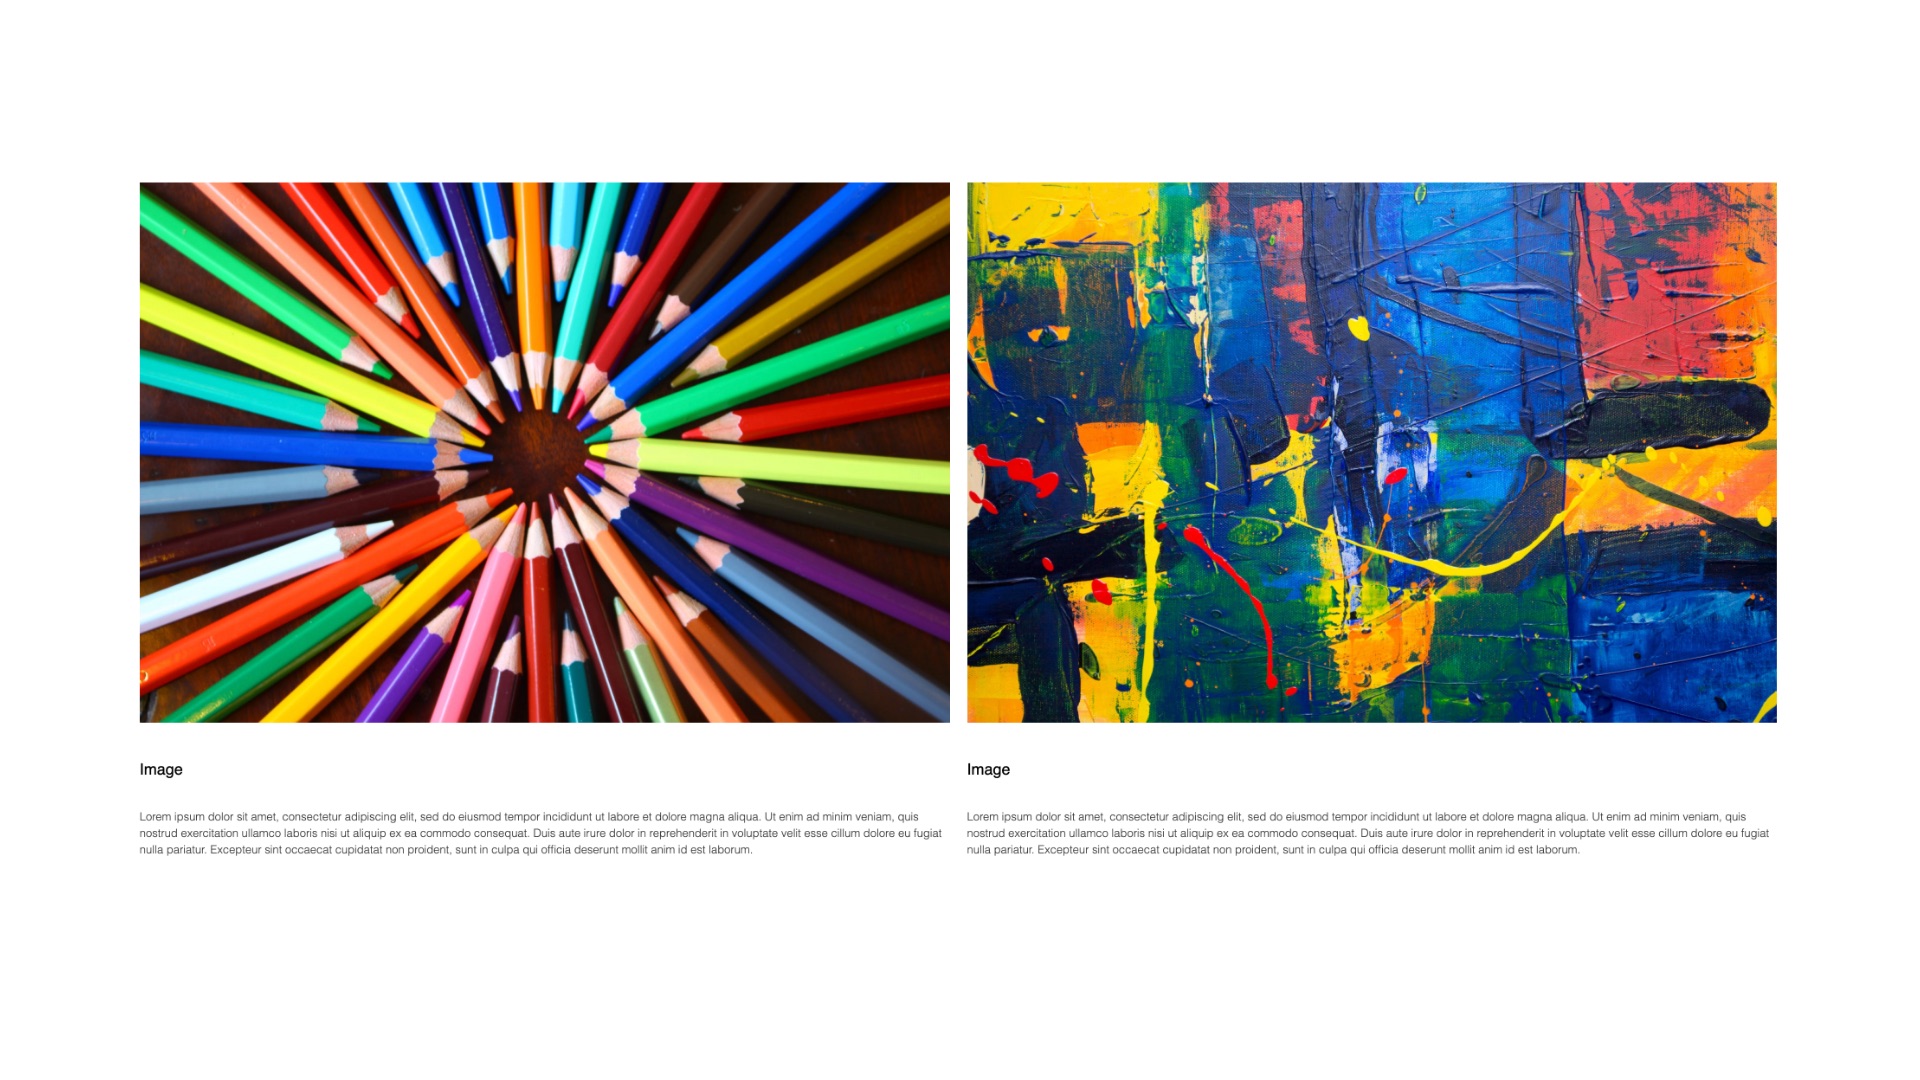 Image
Lorem ipsum dolor sit amet, consectetur adipiscing elit, sed do eiusmod tempor incididunt ut labore et dolore magna aliqua. Ut enim ad minim veniam, quis
nostrud exercitation ullamco laboris nisi ut aliquip ex ea commodo consequat. Duis aute irure dolor in reprehenderit in voluptate velit esse cillum dolore eu fugiat
nulla pariatur. Excepteur sint occaecat cupidatat non proident, sunt in culpa qui officia deserunt mollit anim id est laborum.
Image
Lorem ipsum dolor sit amet, consectetur adipiscing elit, sed do eiusmod tempor incididunt ut labore et dolore magna aliqua. Ut enim ad minim veniam, quis
nostrud exercitation ullamco laboris nisi ut aliquip ex ea commodo consequat. Duis aute irure dolor in reprehenderit in voluptate velit esse cillum dolore eu fugiat
nulla pariatur. Excepteur sint occaecat cupidatat non proident, sunt in culpa qui officia deserunt mollit anim id est laborum.